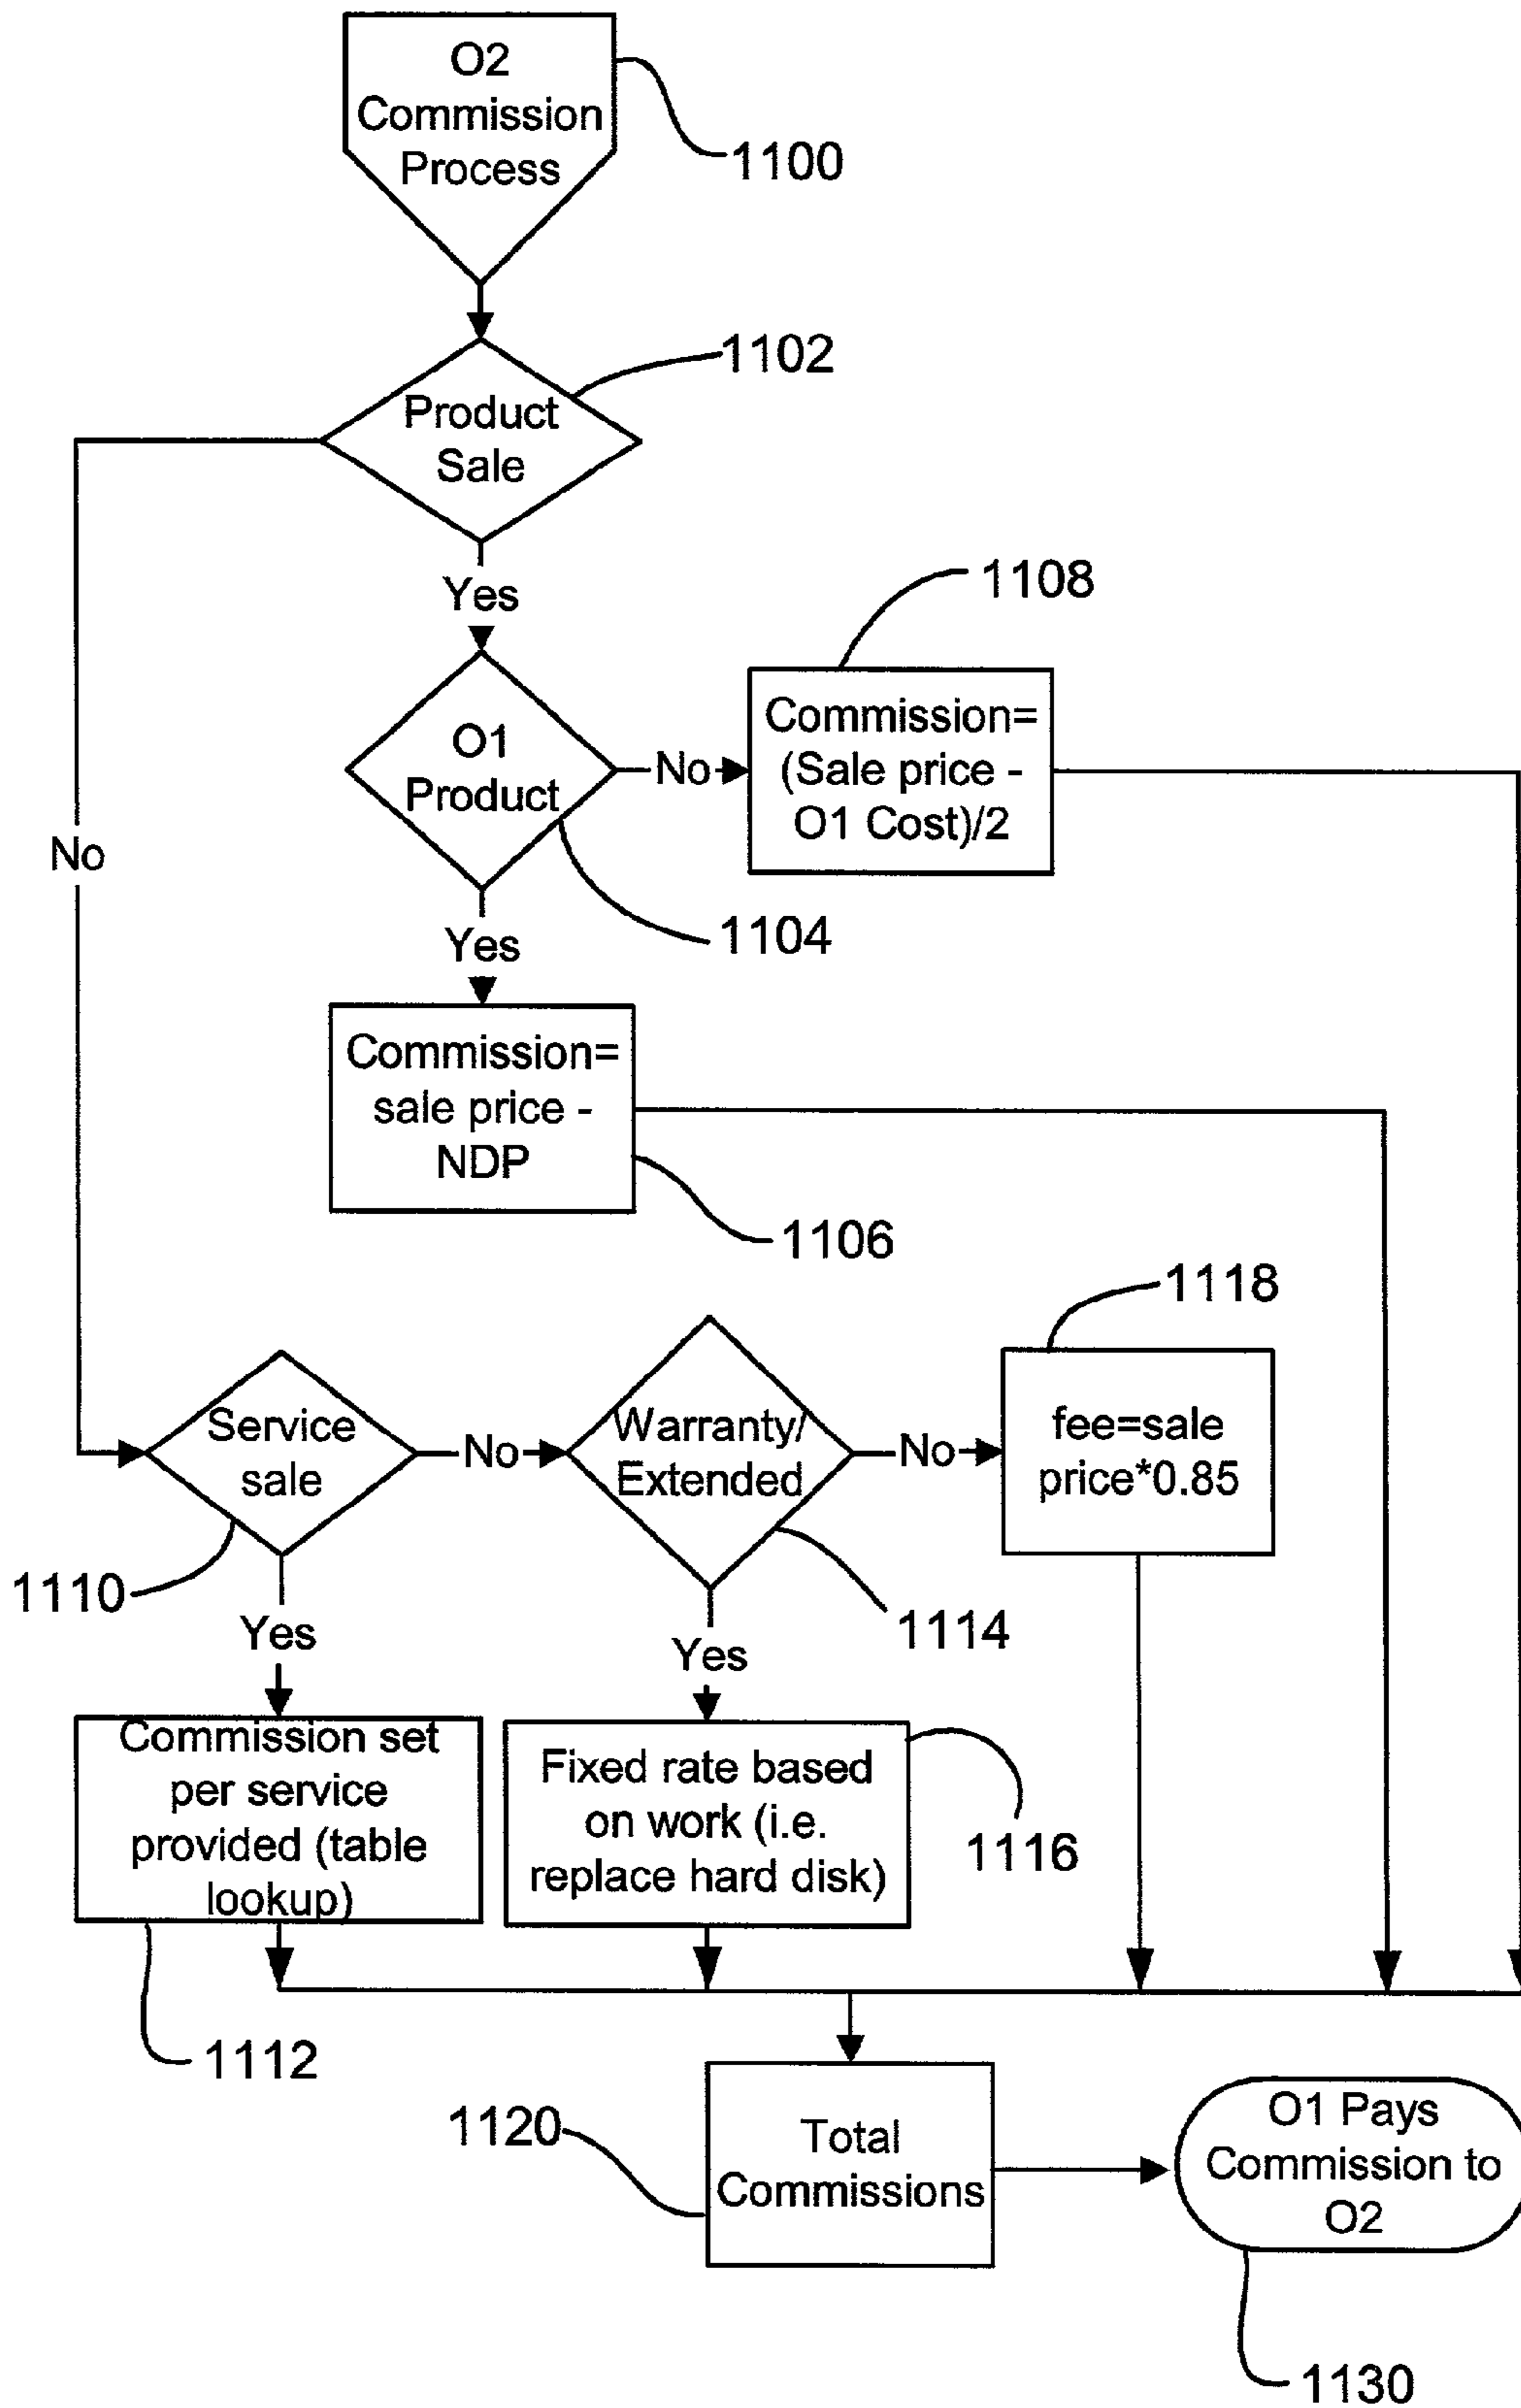 O2
Commission
Process
1100
1102
Product
Sale
Yes
1108
Commission=
(Sale price -
O1 Cost)/2
O1
Product
No
No
1104
Yes
Commission=
sale price -
NDP
1106
1118
Service
sale
No
Warranty/
Extended
No
fee=sale
price*0.85
1110
Yes
1114
Yes
Commission set
per service
provided (table
lookup)
Fixed rate based
on work (i.e.
replace hard disk)
1116
1112
1120
Total
Commissions
O1 Pays
Commission to
O2
1130